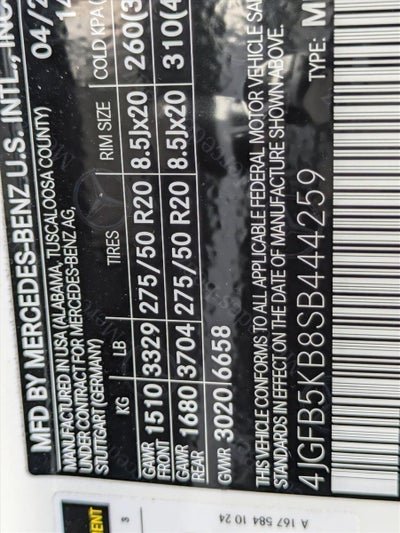 MFD BY MERCEDES-BENZ U.S. INTL., INC
04/2
MANUFACTURED IN USA (ALABAMA, TUSCALOOSA COUNTY)
UNDER CONTRACT FOR MERCEDES-BENZ AG,
STUTTGART (GERMANY)
KG LB TIRES RIM SIZE COLD KPA(
GAWR FRONT 1510 3329 275/50 R20 8.5Jx20 260(3
GAWR REAR 1680 3704 275/50 R20 8.5Jx20 310(4
GVWR 3020 6658
THIS VEHICLE CONFORMS TO ALL APPLICABLE FEDERAL MOTOR VEHICLE SA
STANDARDS IN EFFECT ON THE DATE OF MANUFACTURE SHOWN ABOVE.
4JGFB5KB8SB444259
TYPE: M
A 167 584 10 24